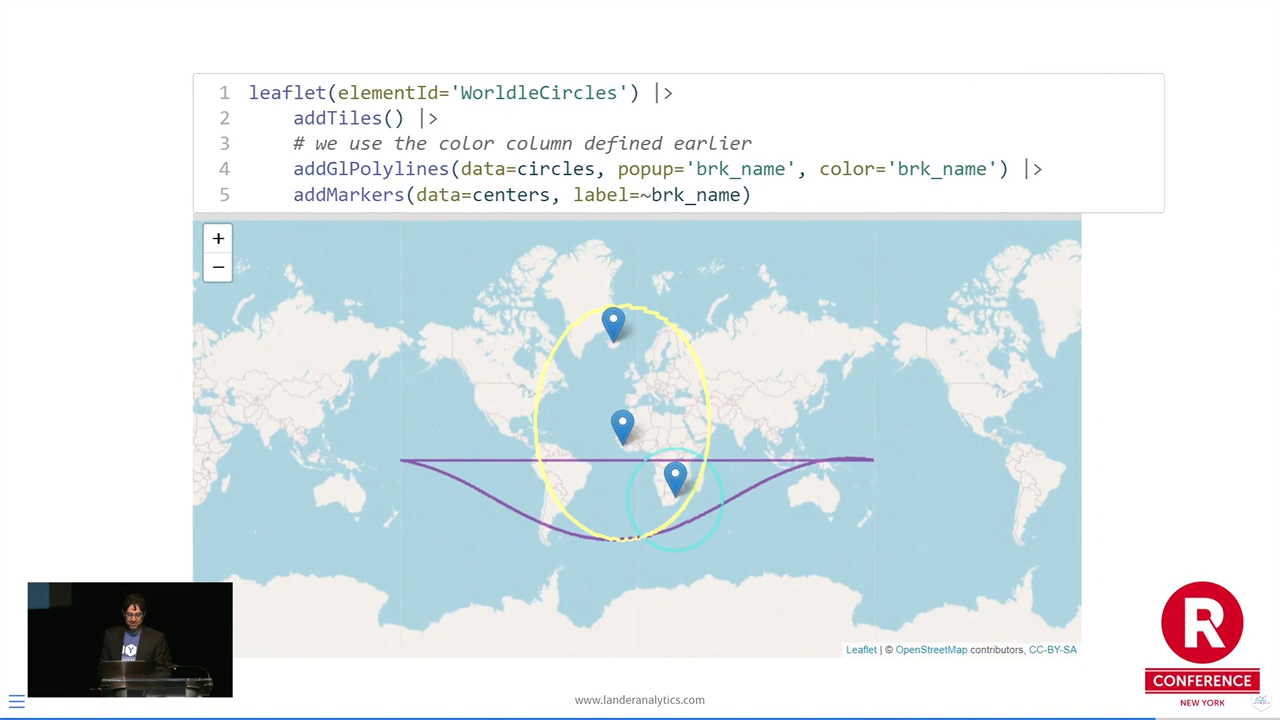 1 leaflet(elementId='WorldleCircles') |>
2 addTiles() |>
3 # we use the color column defined earlier
4 addGlPolylines(data=circles, popup='brk_name', color='brk_name') |>
5 addMarkers(data=centers, label=~brk_name)
+
−
Leaflet | © OpenStreetMap contributors, CC-BY-SA
R
CONFERENCE
NEW YORK
www.landeranalytics.com